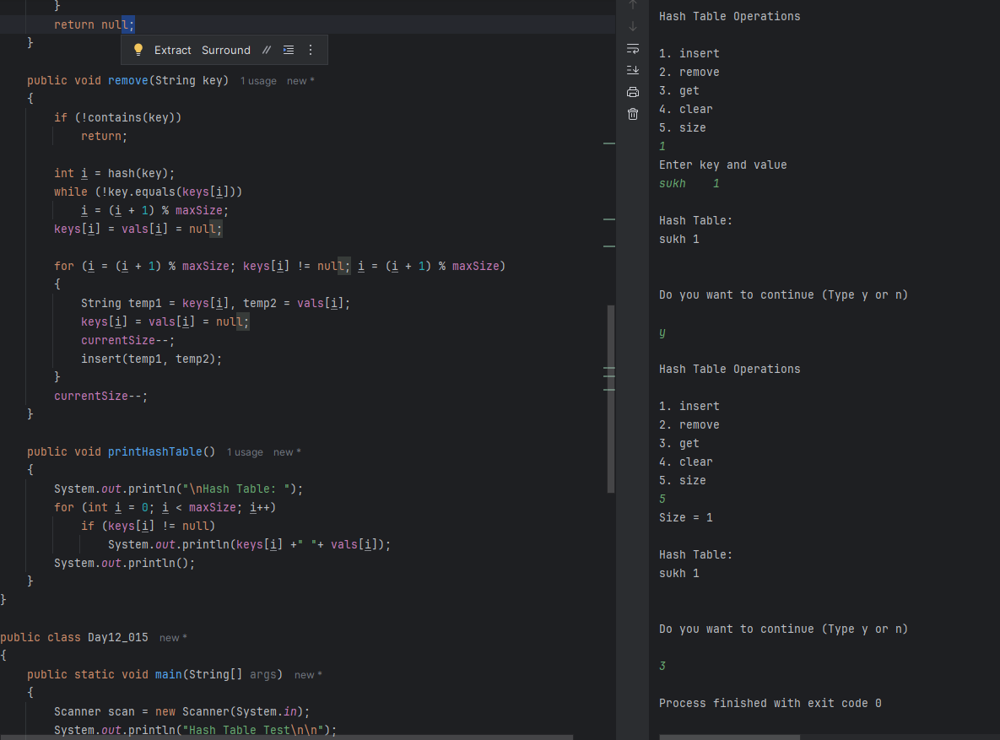 }
return null;
Extract Surround //
}
public void remove(String key) 1 usage new *
{
if (!contains(key))
return;
int i = hash(key);
while (!key.equals(keys[i]))
i = (i + 1) % maxSize;
keys[i] = vals[i] = null;
for (i = (i + 1) % maxSize; keys[i] != null; i = (i + 1) % maxSize)
{
String temp1 = keys[i], temp2 = vals[i];
keys[i] = vals[i] = null;
currentSize--;
insert(temp1, temp2);
}
currentSize--;
}
public void printHashTable() 1 usage new *
{
System.out.println("\nHash Table: ");
for (int i = 0; i < maxSize; i++)
if (keys[i] != null)
System.out.println(keys[i] +" "+ vals[i]);
System.out.println();
}
}
public class Day12_015 new *
{
public static void main(String[] args) new *
{
Scanner scan = new Scanner(System.in);
System.out.println("Hash Table Test\n\n");
Hash Table Operations
1. insert
2. remove
3. get
4. clear
5. size
1
Enter key and value
sukh    1
Hash Table:
sukh 1
Do you want to continue (Type y or n)
y
Hash Table Operations
1. insert
2. remove
3. get
4. clear
5. size
5
Size = 1
Hash Table:
sukh 1
Do you want to continue (Type y or n)
3
Process finished with exit code 0